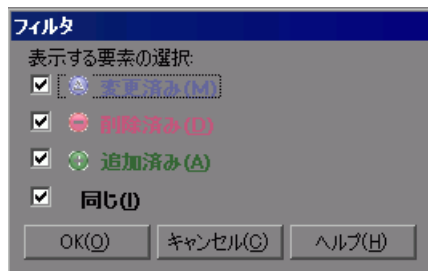 フィルタ
表示する要素の選択:
変更済み(M)
削除済み(D)
追加済み(A)
同じ(I)
OK(O) キャンセル(C) ヘルプ(H)